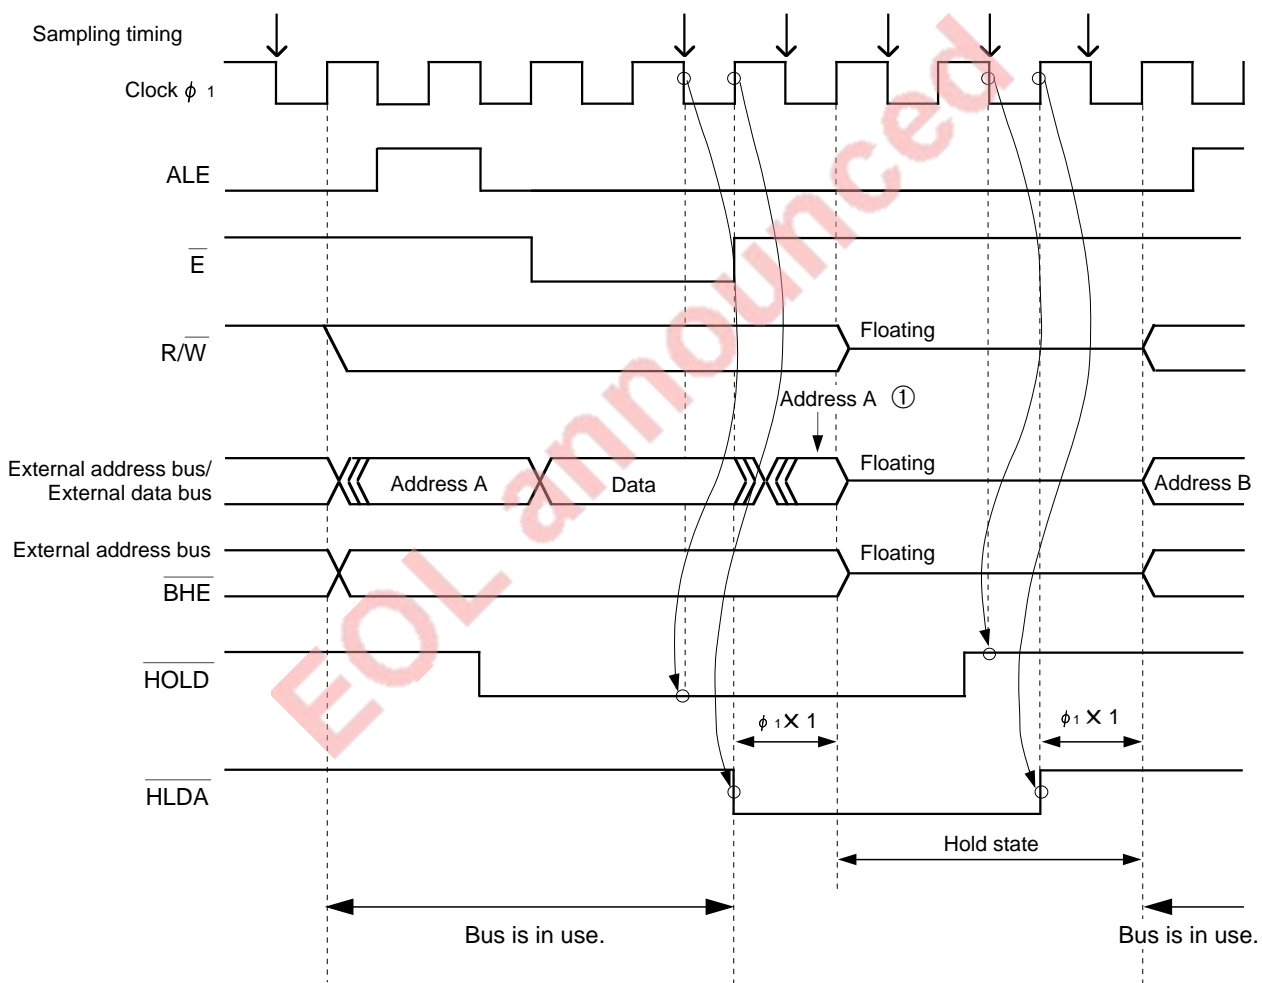 Sampling timing
Clock ϕ 1
ALE
E
R/W
Floating
Address A ①
External address bus/
External data bus
Address A
Data
Floating
Address B
External address bus
BHE
Floating
HOLD
ϕ 1 X 1
ϕ 1 X 1
HLDA
Hold state
Bus is in use.
Bus is in use.
EOL announced